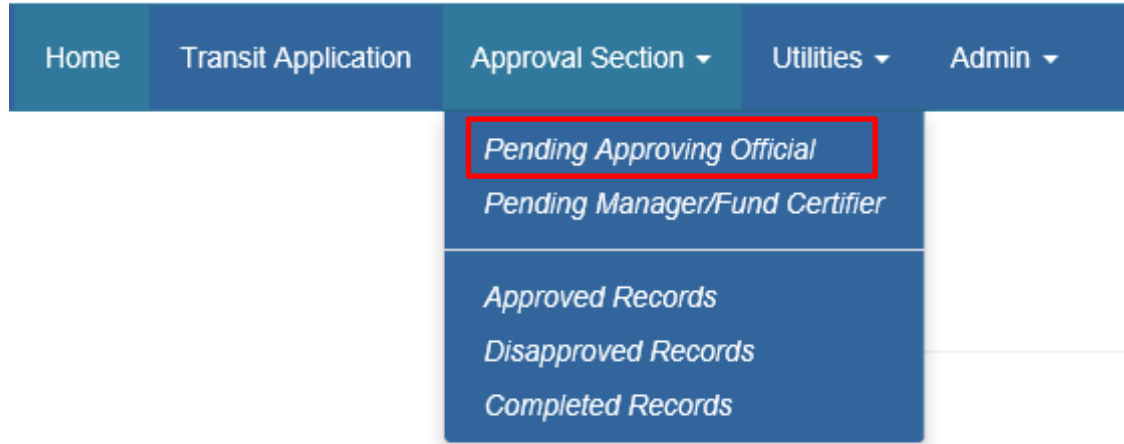 Home Transit Application Approval Section Utilities Admin
Pending Approving Official
Pending Manager/Fund Certifier
Approved Records
Disapproved Records
Completed Records